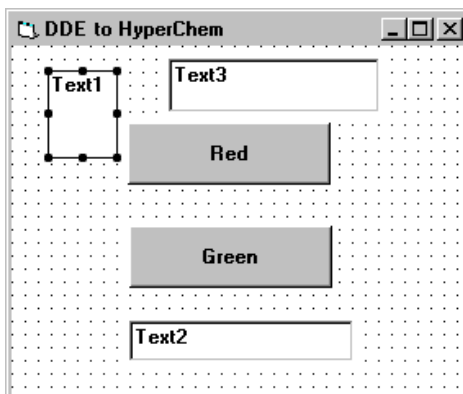 DDE to HyperChem
Text1
Text3
Red
Green
Text2